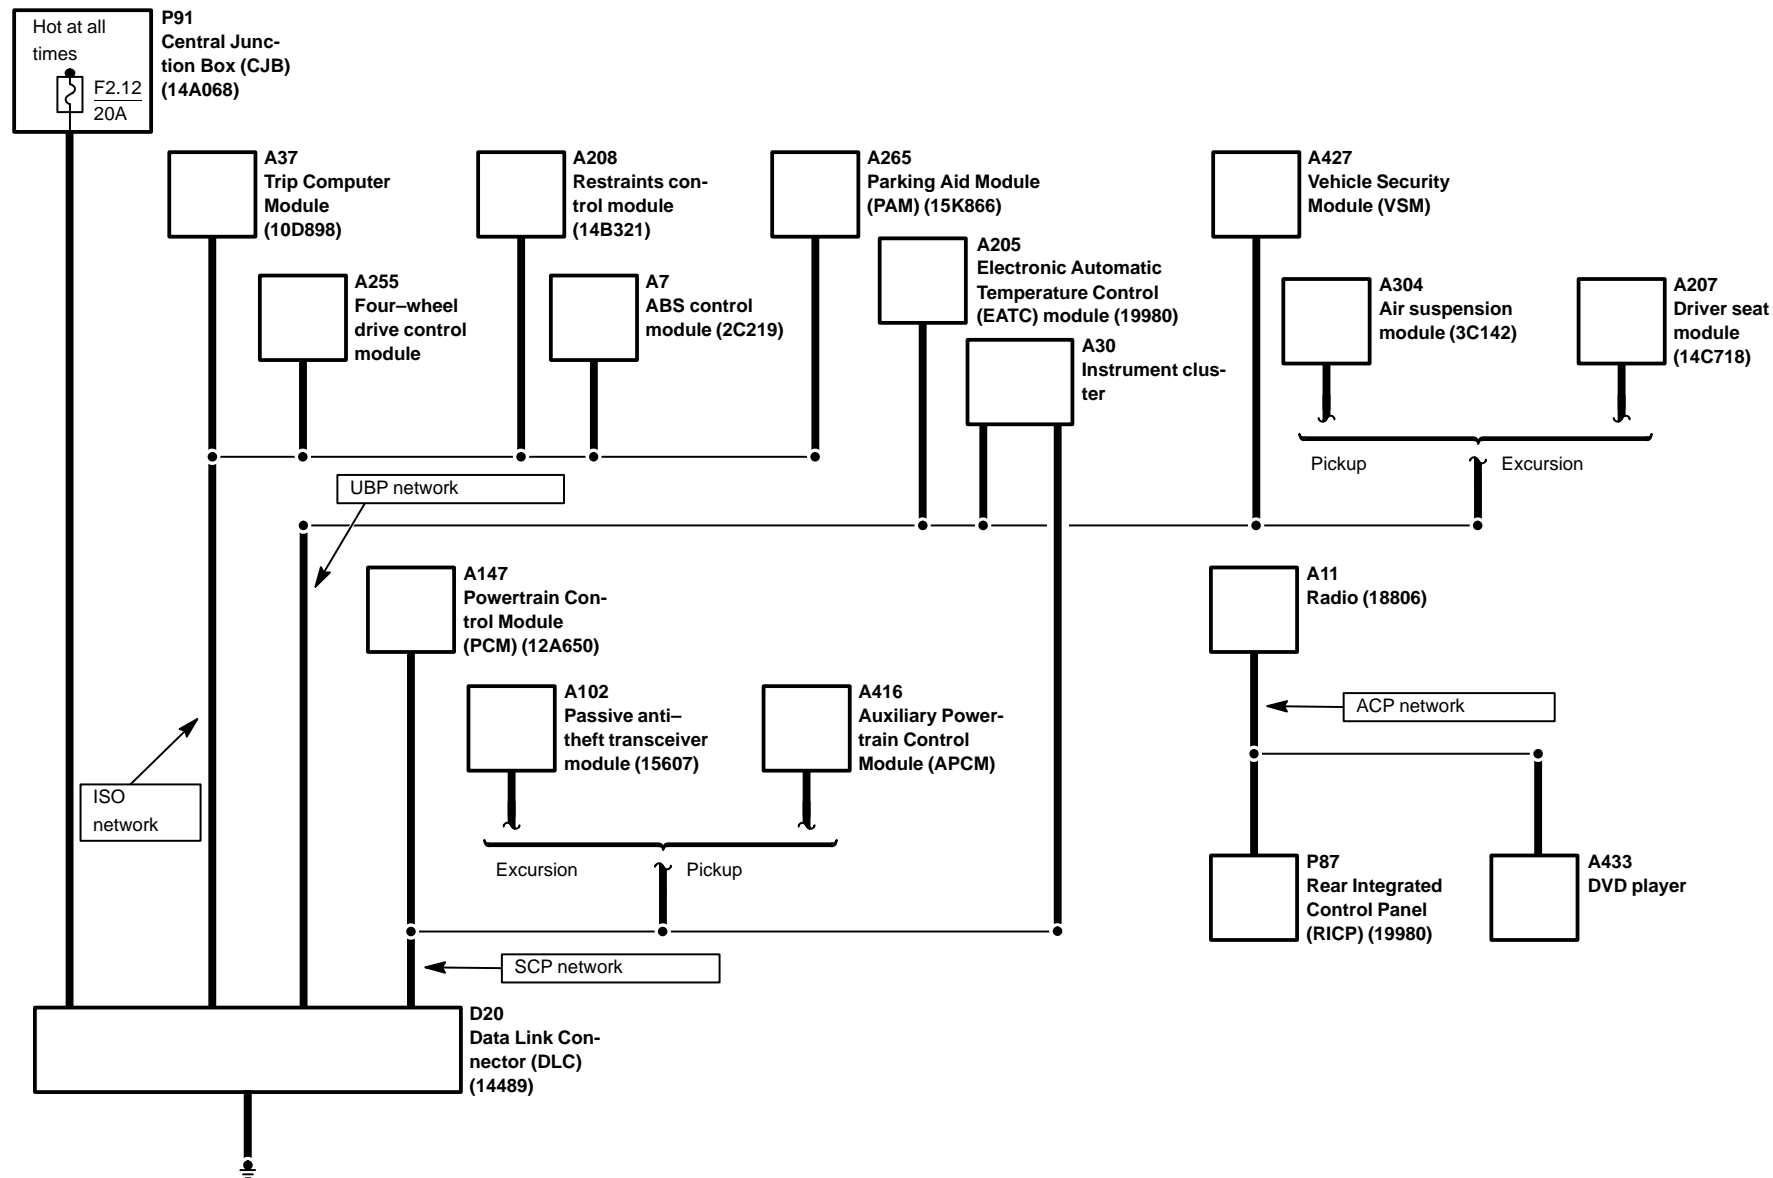 Hot at all
times
F2.12
20A
P91
Central Junc-
tion Box (CJB)
(14A068)
A37
Trip Computer
Module
(10D898)
A208
Restraints con-
trol module
(14B321)
A265
Parking Aid Module
(PAM) (15K866)
A427
Vehicle Security
Module (VSM)
A255
Four–wheel
drive control
module
A7
ABS control
module (2C219)
A205
Electronic Automatic
Temperature Control
(EATC) module (19980)
A304
Air suspension
module (3C142)
A207
Driver seat
module
(14C718)
A30
Instrument clus-
ter
Pickup
Excursion
UBP network
A147
Powertrain Con-
trol Module
(PCM) (12A650)
A11
Radio (18806)
A102
Passive anti–
theft transceiver
module (15607)
A416
Auxiliary Power-
train Control
Module (APCM)
ACP network
ISO
network
Excursion
Pickup
P87
Rear Integrated
Control Panel
(RICP) (19980)
A433
DVD player
SCP network
D20
Data Link Con-
nector (DLC)
(14489)